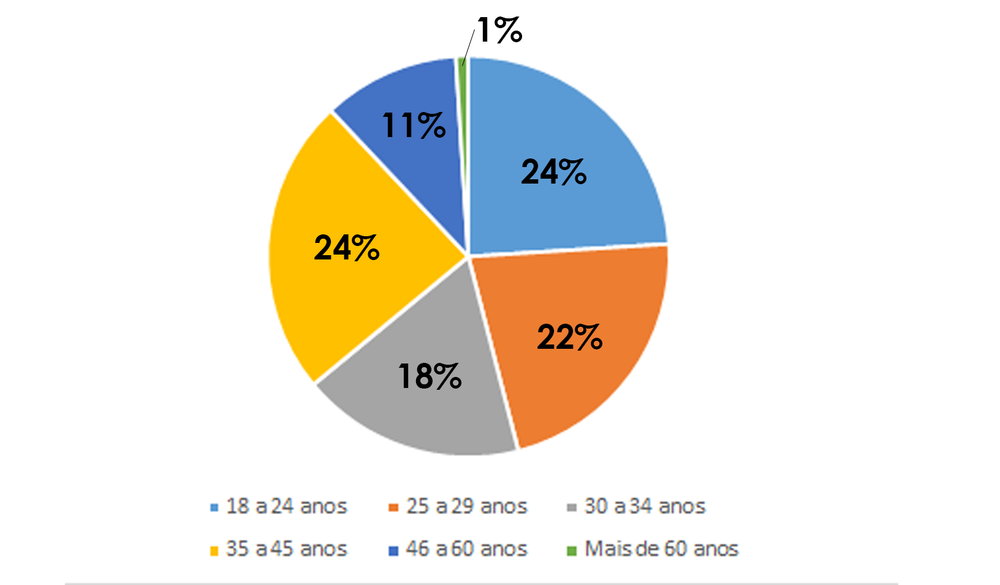 1%
11%
24%
24%
22%
18%
18 a 24 anos
25 a 29 anos
30 a 34 anos
35 a 45 anos
46 a 60 anos
Mais de 60 anos